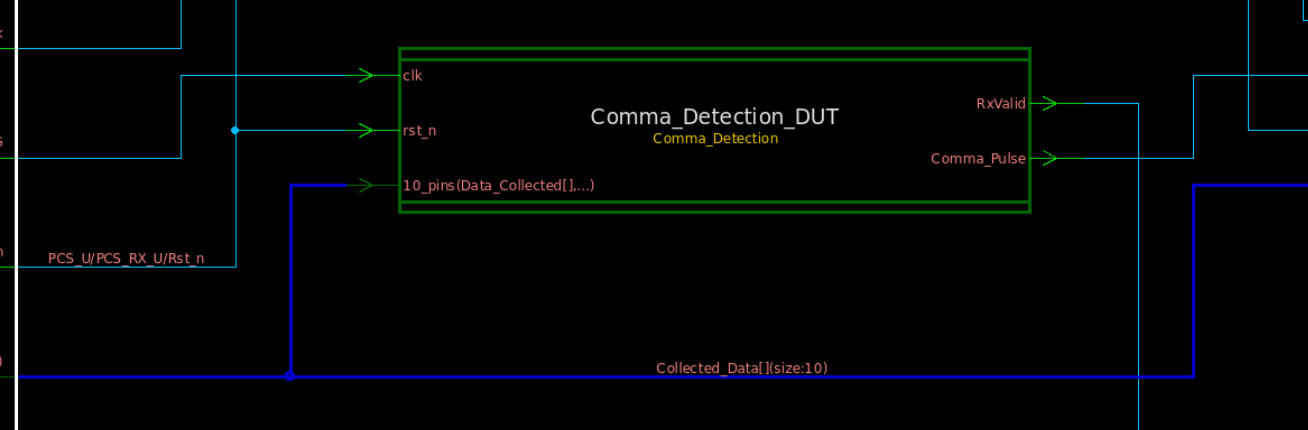 clk
RxValid
Comma_Detection_DUT
rst_n
Comma_Detection
Comma_Pulse
10_pins(Data_Collected[],...)
PCS_U/PCS_RX_U/Rst_n
Collected_Data[](size:10)